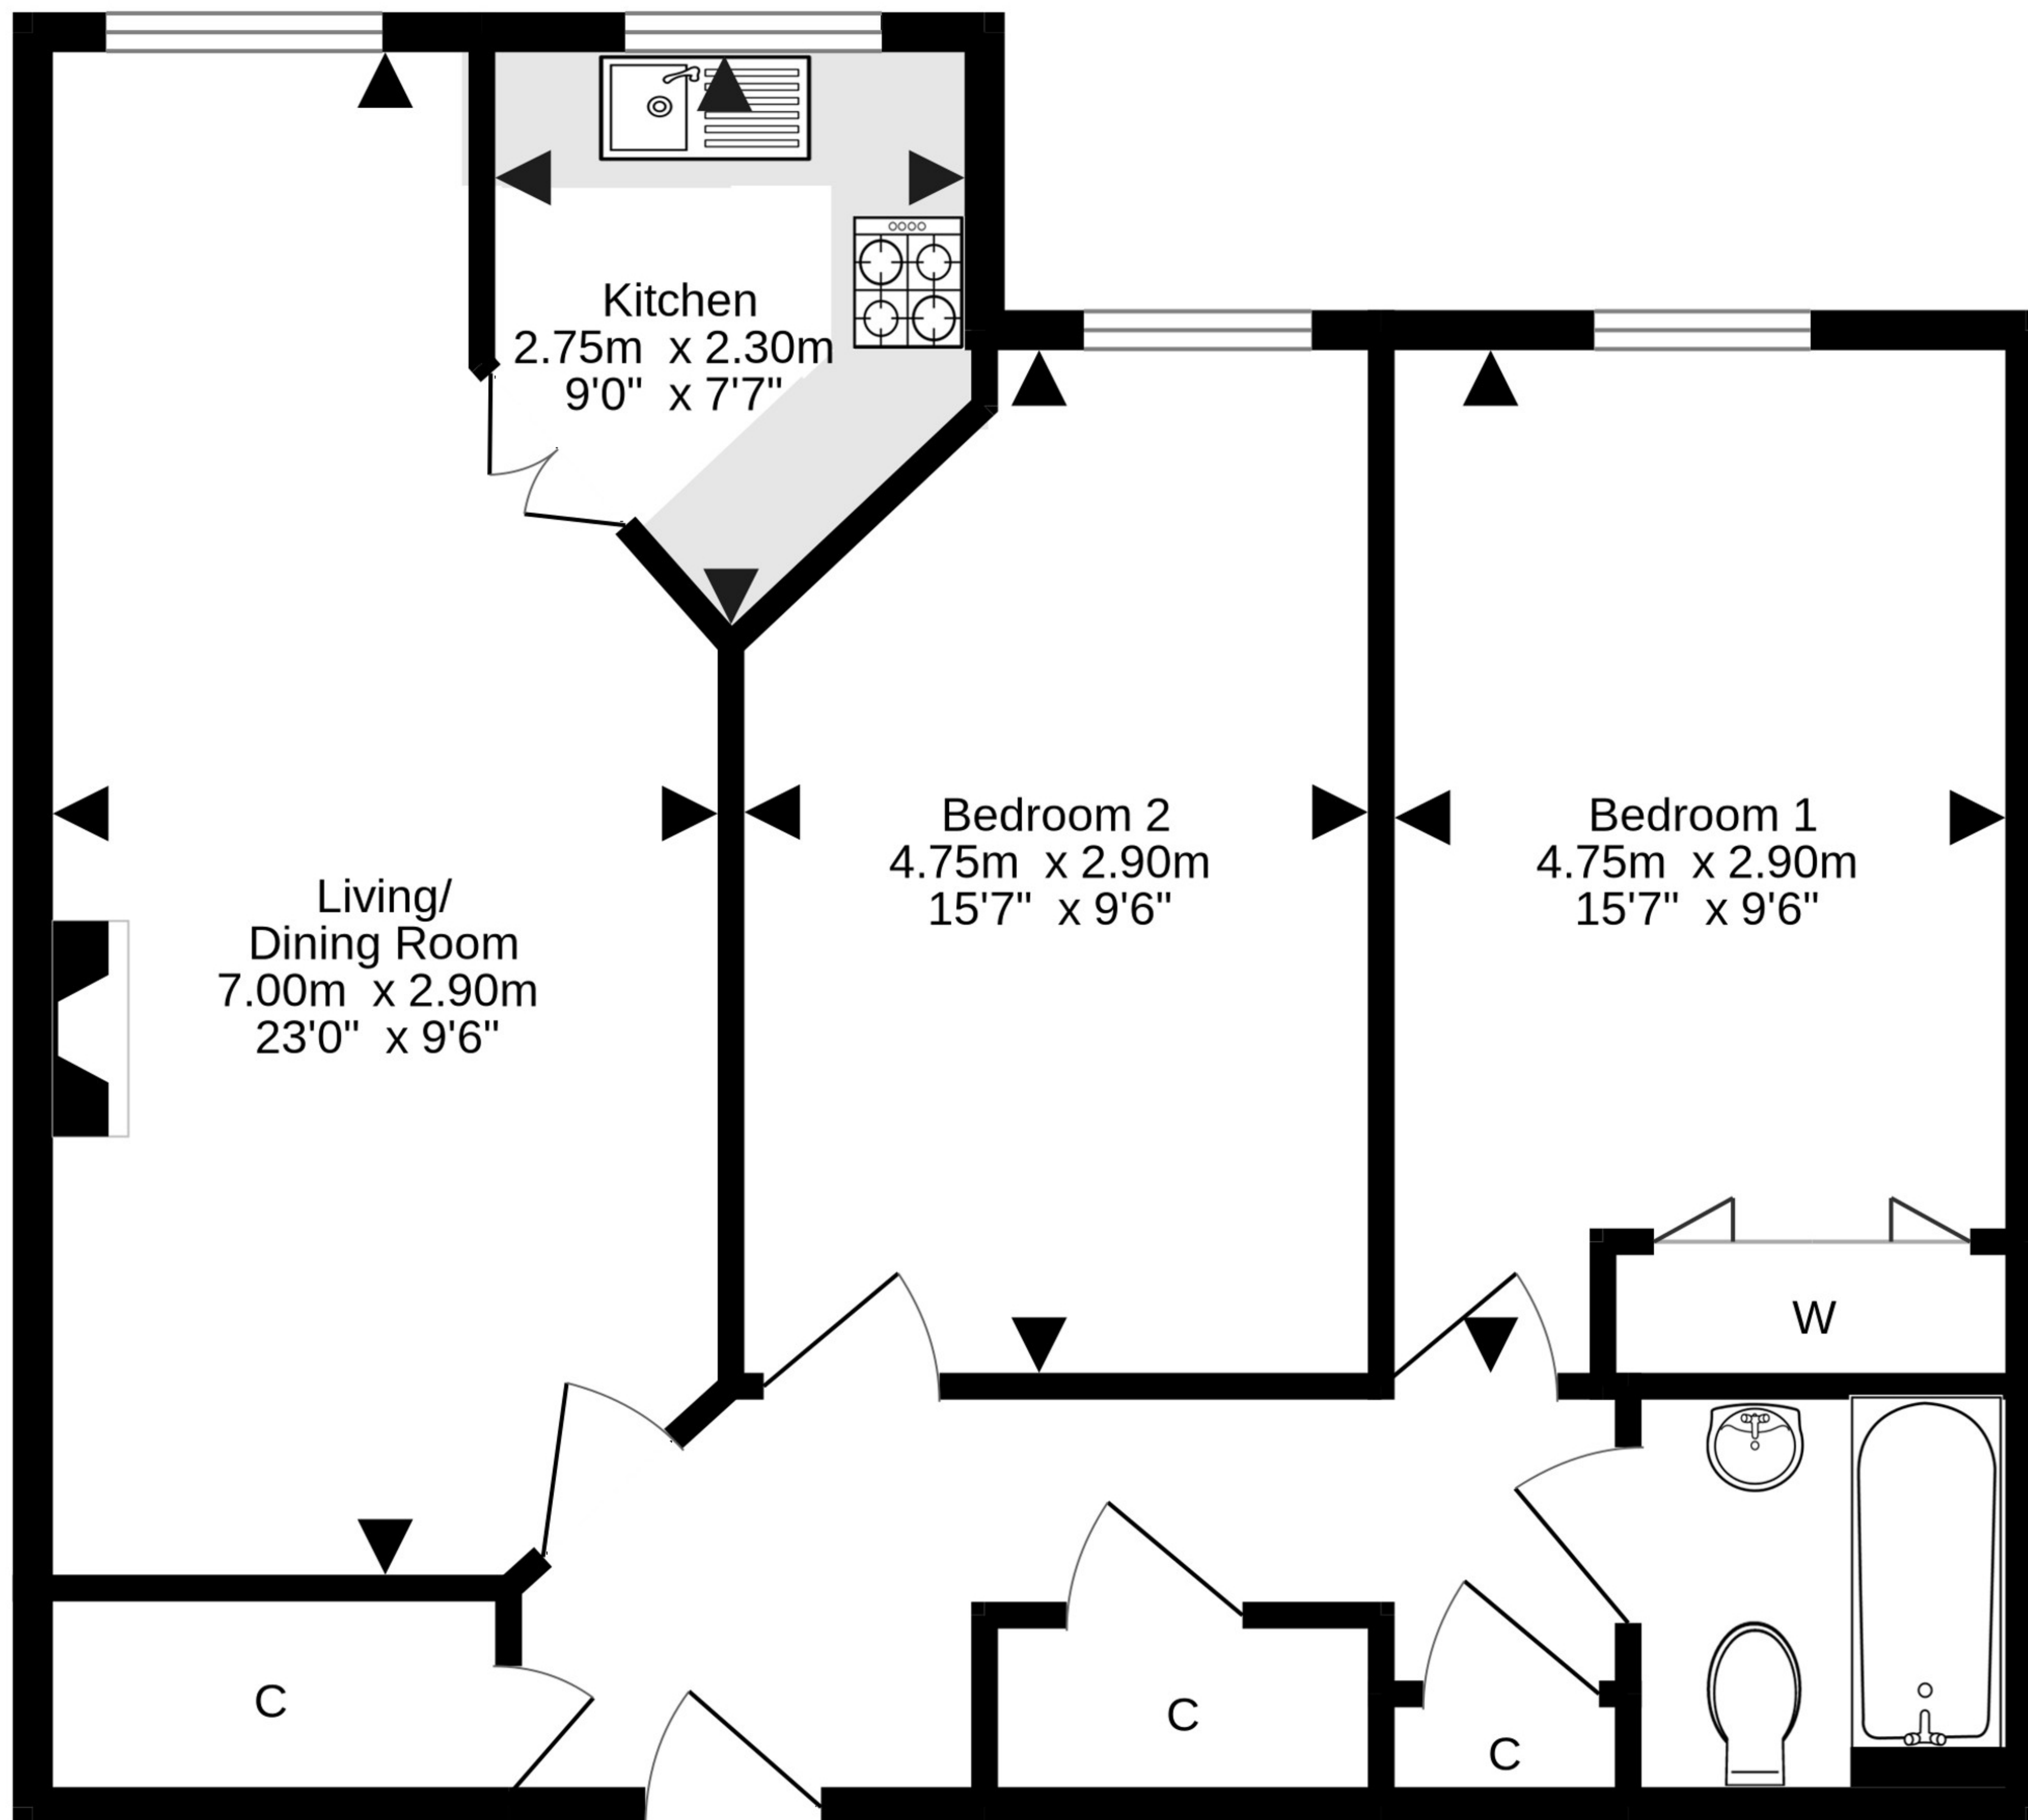 Kitchen
2.75m x 2.30m
9'0" x 7'7"
Living/
Dining Room
7.00m x 2.90m
23'0" x 9'6"
Bedroom 2
4.75m x 2.90m
15'7" x 9'6"
Bedroom 1
4.75m x 2.90m
15'7" x 9'6"
W
C
C
C